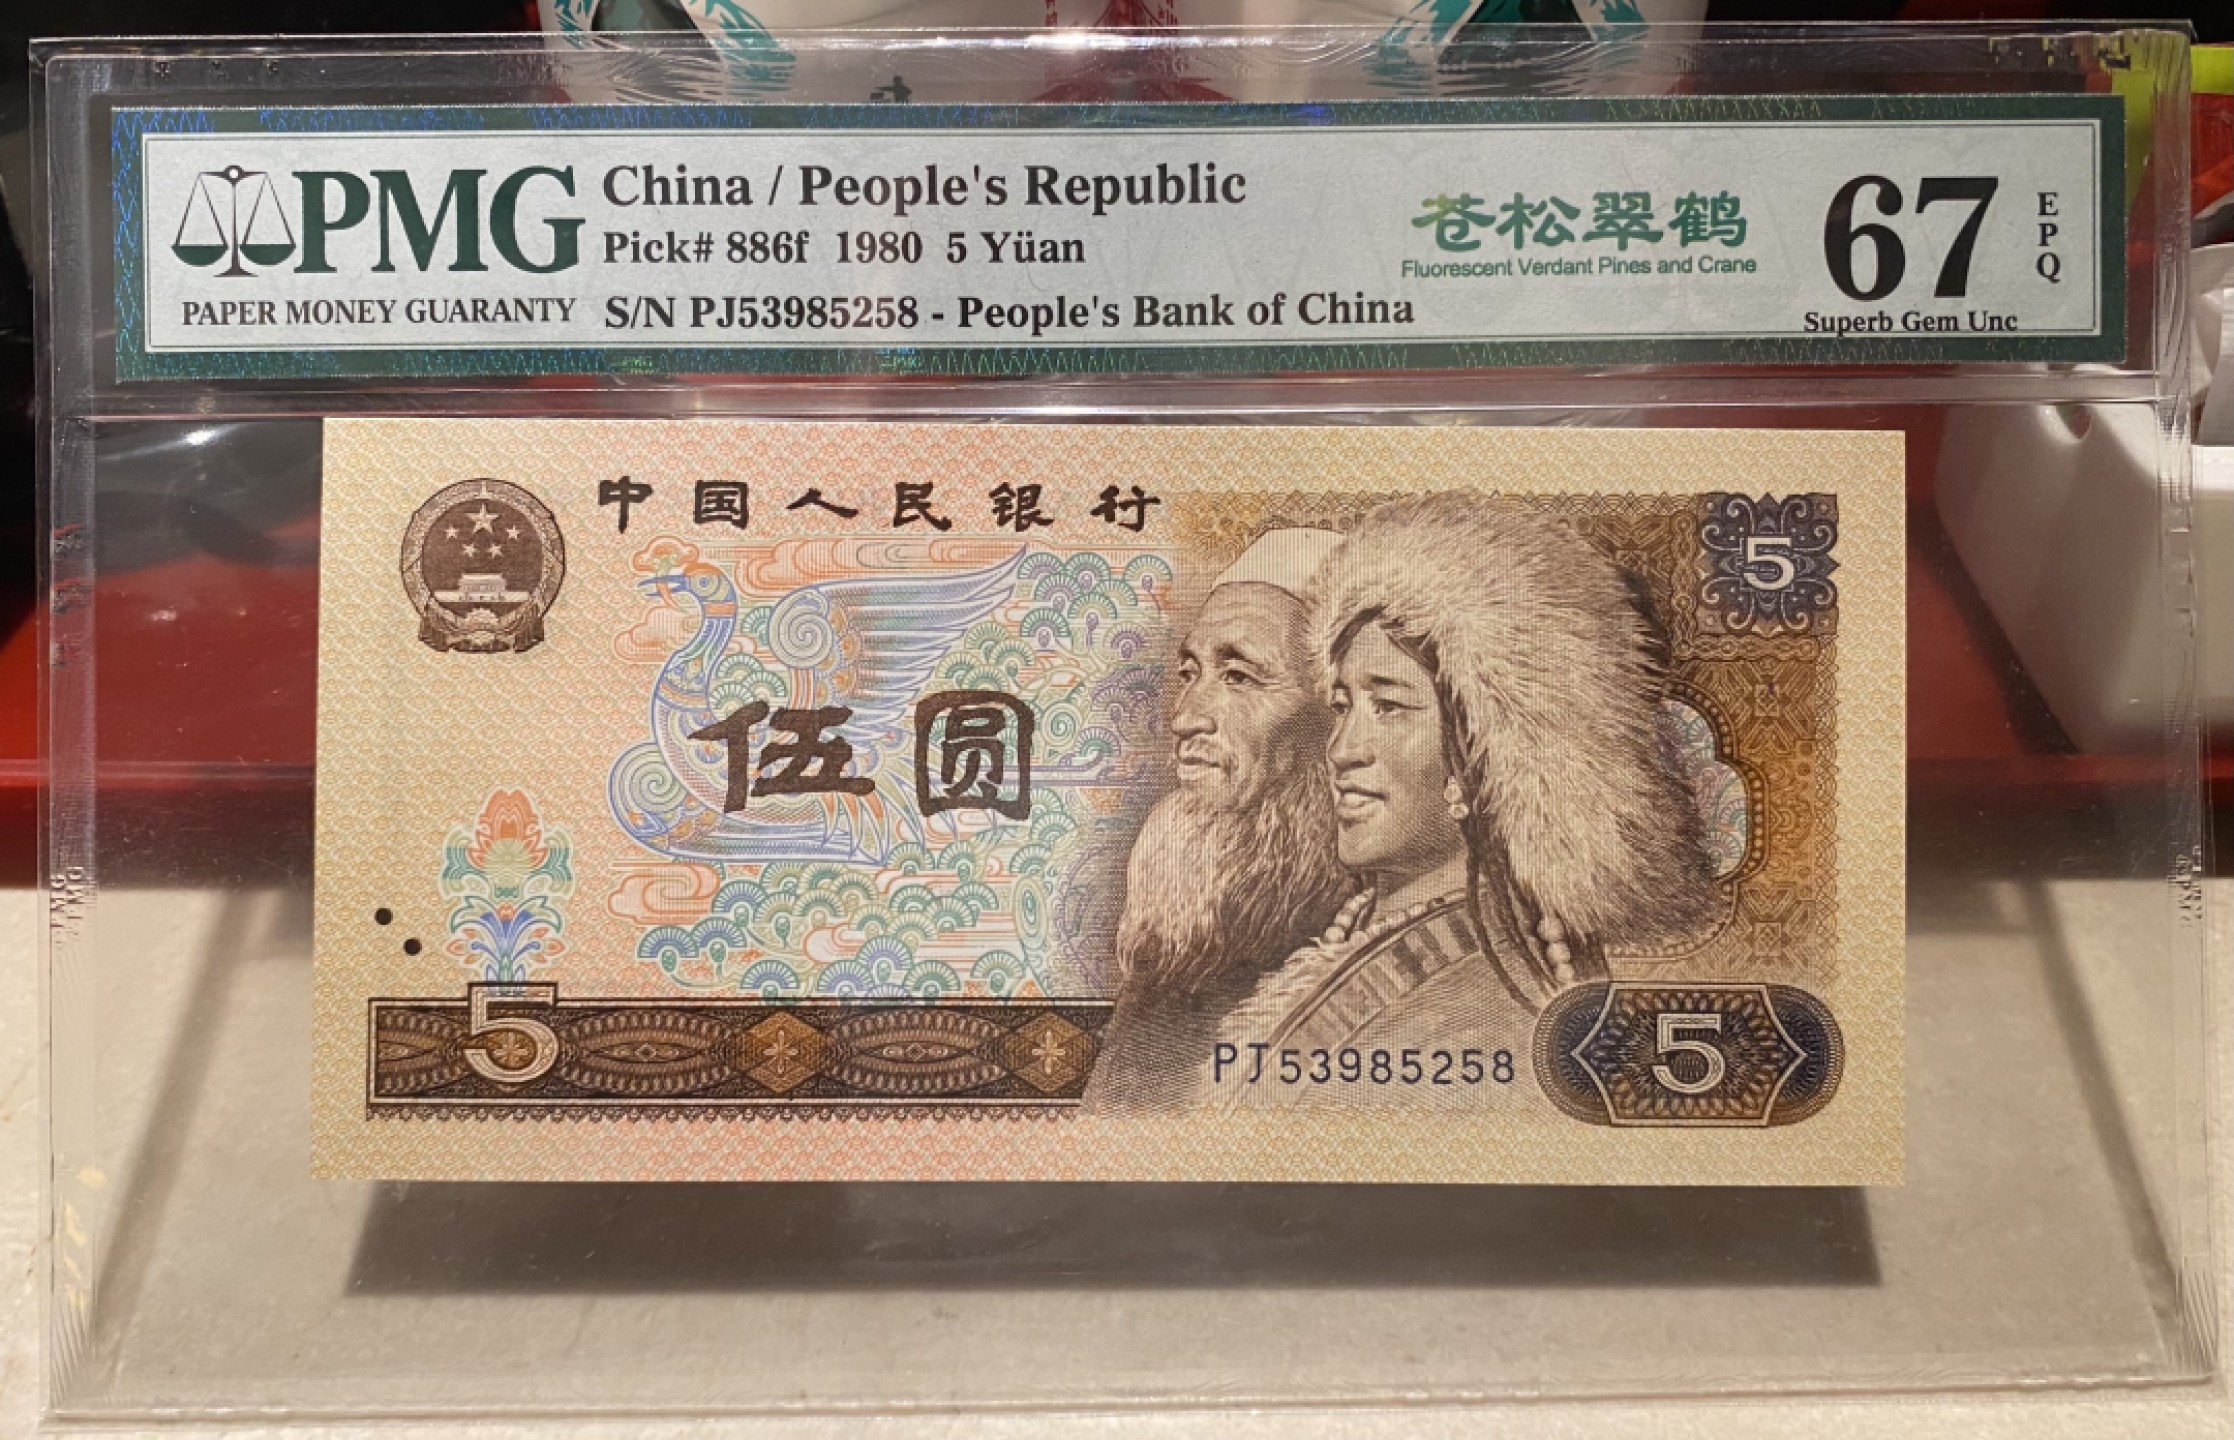 PMG
PAPER MONEY GUARANTY
China / People's Republic
Pick# 886f 1980 5 Yüan
S/N PJ53985258 - People's Bank of China
苍松翠鹤
Fluorescent Verdant Pines and Crane
67
EPQ
Superb Gem Unc
中国人民银行
5
伍圆
5
PJ53985258
5
PMG
PMG